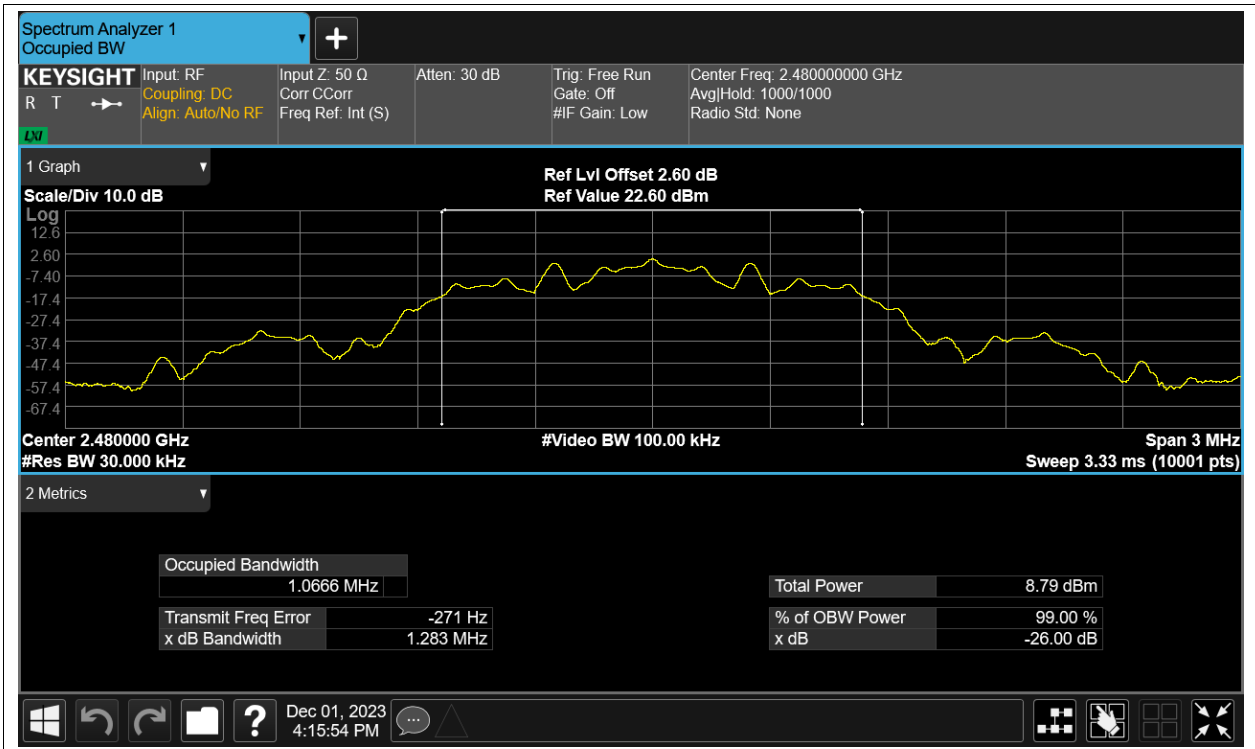 Spectrum Analyzer 1
Occupied BW
KEYSIGHT
R T
LXI
Input: RF
Coupling: DC
Align: Auto/No RF
Input Z: 50 Ω
Corr CCorr
Freq Ref: Int (S)
Atten: 30 dB
Trig: Free Run
Gate: Off
#IF Gain: Low
Center Freq: 2.480000000 GHz
Avg|Hold: 1000/1000
Radio Std: None
1 Graph
Scale/Div 10.0 dB
Ref Lvl Offset 2.60 dB
Ref Value 22.60 dBm
Log
12.6
2.60
-7.40
-17.4
-27.4
-37.4
-47.4
-57.4
-67.4
Center 2.480000 GHz
#Res BW 30.000 kHz
#Video BW 100.00 kHz
Span 3 MHz
Sweep 3.33 ms (10001 pts)
2 Metrics
Occupied Bandwidth
1.0666 MHz
Transmit Freq Error -271 Hz
x dB Bandwidth 1.283 MHz
Total Power 8.79 dBm
% of OBW Power 99.00 %
x dB -26.00 dB
?
Dec 01, 2023
4:15:54 PM